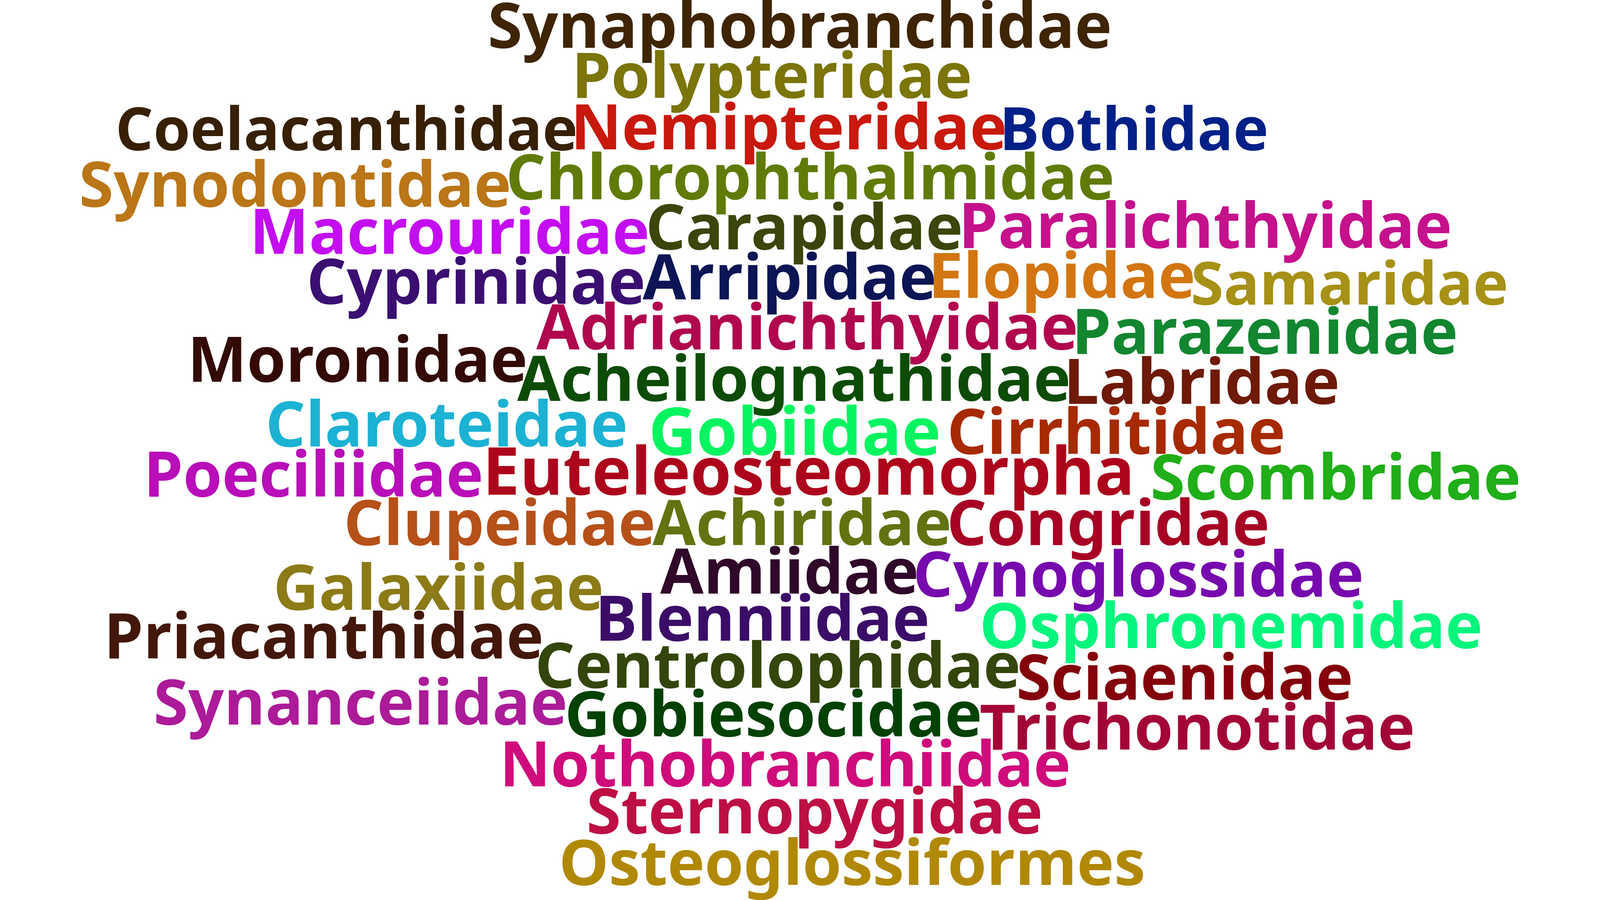 Synaphobranchidae
Polypteridae
Coelacanthidae Nemipteridae Bothidae
Synodontidae Chlorophthalmidae
Macrouridae Carapidae Paralichthyidae
Cyprinidae Arripidae Elopidae Samaridae
Adrianichthyidae Parazenidae
Moronidae Acheilognathidae Labridae
Claroteidae Gobiidae Cirrhitidae
Poeciliidae Euteleosteomorpha Scombridae
Clupeidae Achiridae Congridae
Galaxiidae Amiidae Cynoglossidae
Priacanthidae Blenniidae Osphronemidae
Centrolophidae Sciaenidae
Synanceiidae Gobiesocidae Trichonotidae
Nothobranchiidae
Sternopygidae
Osteoglossiformes